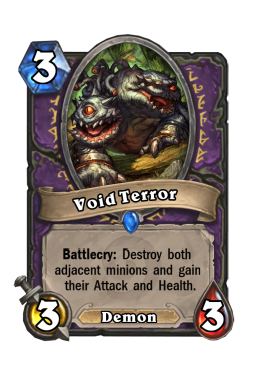 3
Void Terror
Battlecry: Destroy both
adjacent minions and gain
their Attack and Health.
3 Demon 3